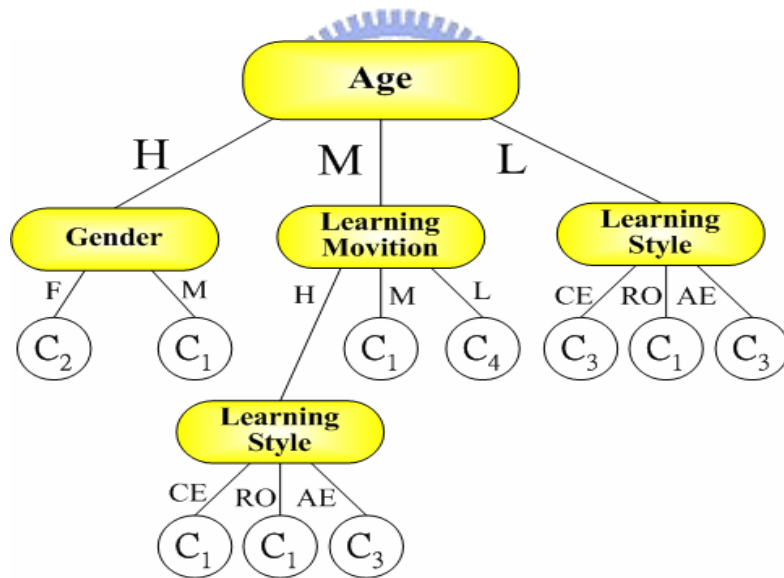 Age
H M L
Gender
Learning
Movition
Learning
Style
F M
H M L
CE RO AE
C₂ C₁ C₁ C₄ C₃ C₁ C₃
Learning
Style
CE RO AE
C₁ C₁ C₃